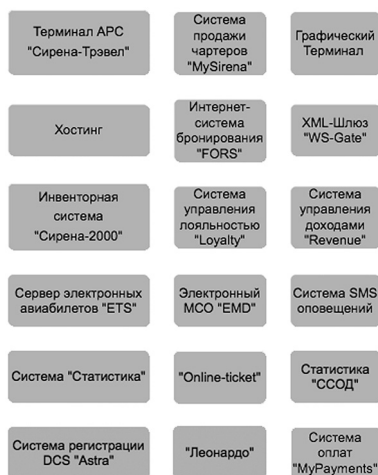 Терминал АРС
"Сирена-Трэвел"
Система
продажи
чартеров
"MySirena"
Графический
Терминал
Хостинг
Интернет-
система
бронирования
"FORS"
XML-Шлюз
"WS-Gate"
Инвенторная
система
"Сирена-2000"
Система
управления
лояльностью
"Loyalty"
Система
управления
доходами
"Revenue"
Сервер электронных
авиабилетов "ETS"
Электронный
МСО "EMD"
Система SMS
оповещений
Система "Статистика"
"Online-ticket"
Статистика
"ССОД"
Система регистрации
DCS "Astra"
"Леонардо"
Система
оплат
"MyPayments"